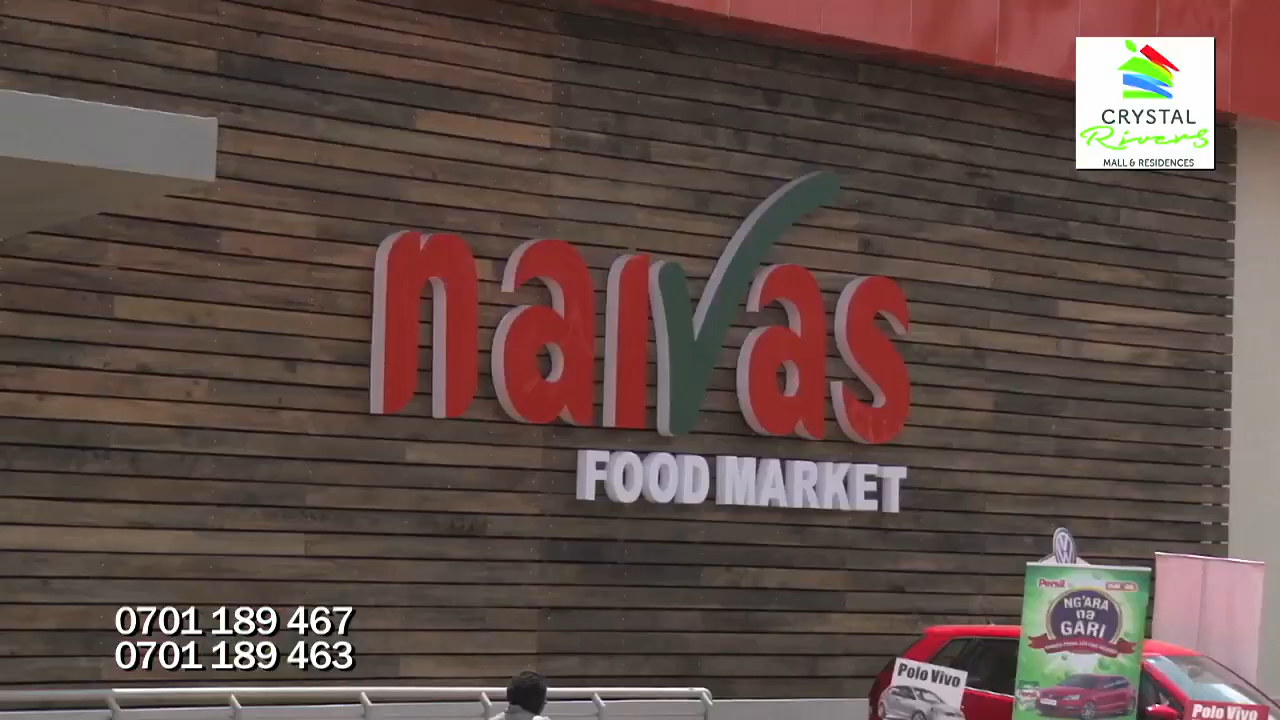 CRYSTAL
Rivers
MALL & RESIDENCES
naivas
FOOD MARKET
0701 189 467
0701 189 463
Persil
NG'ARA
na
GARI
Polo Vivo
Polo Vivo